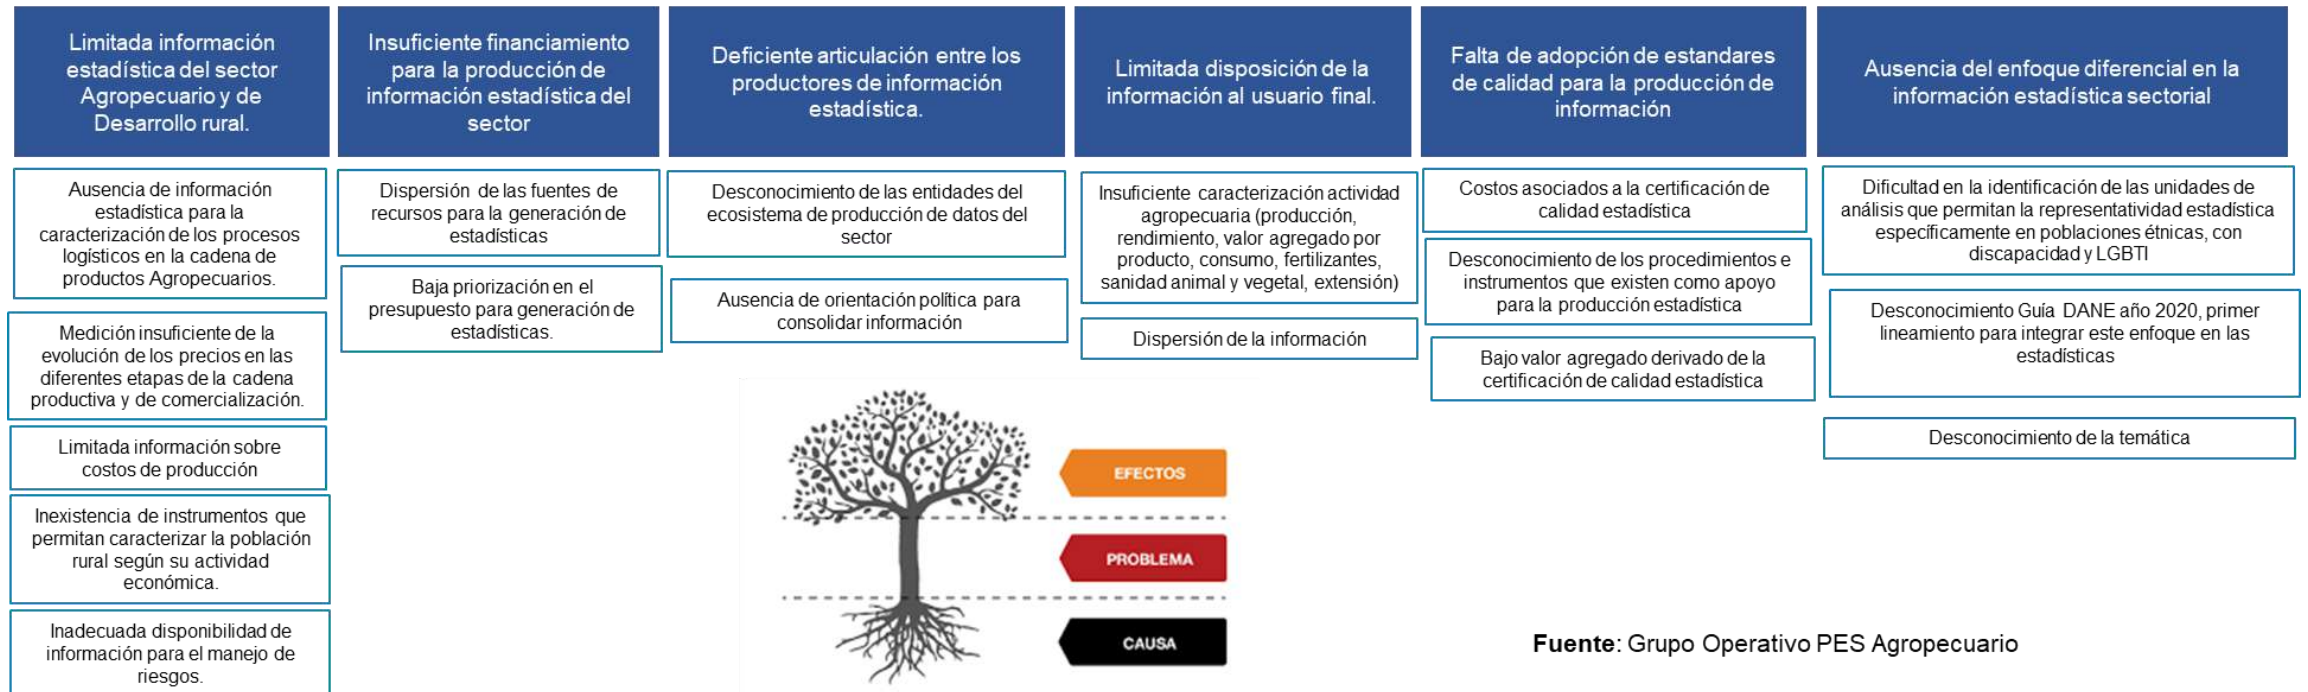 Limitada información
estadística del sector
Agropecuario y de
Desarrollo rural.
Ausencia de información
estadística para la
caracterización de los procesos
logísticos en la cadena de
productos Agropecuarios.
Medición insuficiente de la
evolución de los precios en las
diferentes etapas de la cadena
productiva y de comercialización.
Limitada información sobre
costos de producción
Inexistencia de instrumentos que
permitan caracterizar la población
rural según su actividad
económica.
Inadecuada disponibilidad de
información para el manejo de
riesgos.
Insuficiente financiamiento
para la producción de
información estadística del
sector
Dispersión de las fuentes de
recursos para la generación de
estadísticas
Baja priorización en el
presupuesto para generación de
estadísticas.
Deficiente articulación entre los
productores de información
estadística.
Desconocimiento de las entidades del
ecosistema de producción de datos del
sector
Ausencia de orientación política para
consolidar información
Limitada disposición de la
información al usuario final.
Insuficiente caracterización actividad
agropecuaria (producción,
rendimiento, valor agregado por
producto, consumo, fertilizantes,
sanidad animal y vegetal, extensión)
Dispersión de la información
Falta de adopción de estandares
de calidad para la producción de
información
Costos asociados a la certificación de
calidad estadística
Desconocimiento de los procedimientos e
instrumentos que existen como apoyo
para la producción estadística
Bajo valor agregado derivado de la
certificación de calidad estadística
Ausencia del enfoque diferencial en la
información estadística sectorial
Dificultad en la identificación de las unidades de
análisis que permitan la representatividad estadística
específicamente en poblaciones étnicas, con
discapacidad y LGBTI
Desconocimiento Guía DANE año 2020, primer
lineamiento para integrar este enfoque en las
estadísticas
Desconocimiento de la temática
EFECTOS
PROBLEMA
CAUSA
Fuente: Grupo Operativo PES Agropecuario